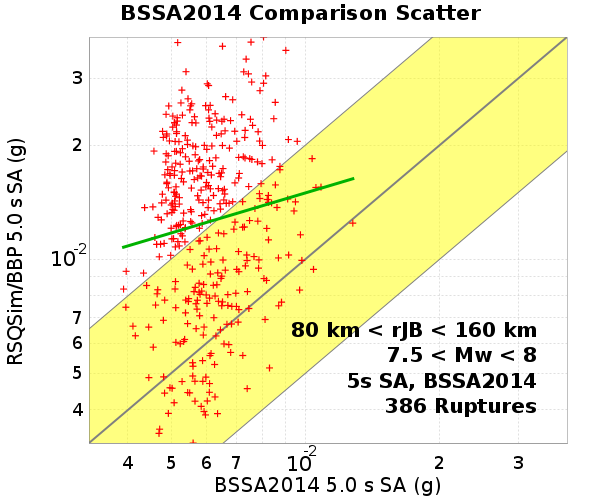 BSSA2014 Comparison Scatter
RSQSim/BBP 5.0 s SA (g)
3
2
10-2
7
6
5
4
80 km < rJB < 160 km
7.5 < Mw < 8
5s SA, BSSA2014
386 Ruptures
4 5 6 7 10-2 2 3
BSSA2014 5.0 s SA (g)